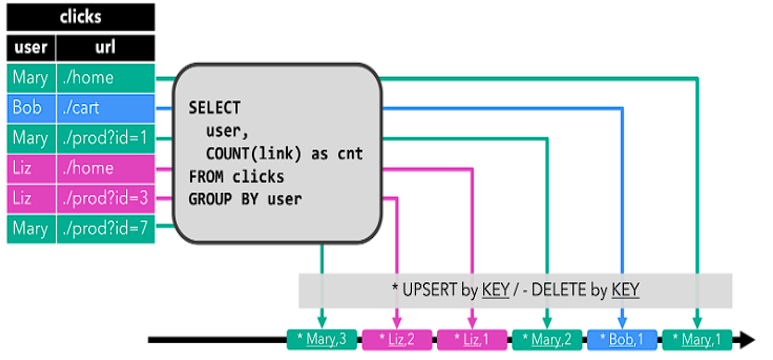 clicks
user url
Mary ./home
Bob ./cart
Mary ./prod?id=1
Liz ./home
Liz ./prod?id=3
Mary ./prod?id=7
SELECT
user,
COUNT(link) as cnt
FROM clicks
GROUP BY user
* UPSERT by KEY / - DELETE by KEY
* Mary,3 * Liz,2 * Liz,1 * Mary,2 * Bob,1 * Mary,1